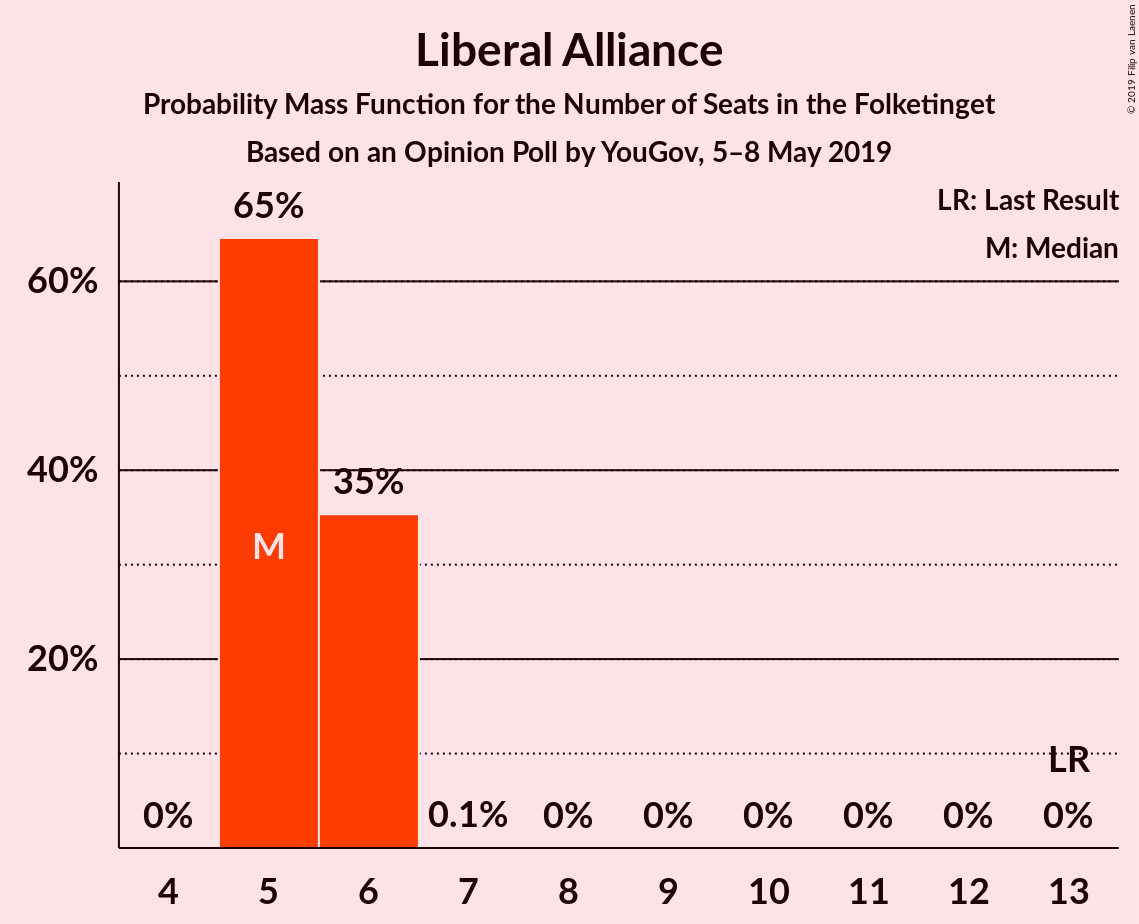 Liberal Alliance
Probability Mass Function for the Number of Seats in the Folketinget
Based on an Opinion Poll by YouGov, 5–8 May 2019
© 2019 Filip van Laenen
LR: Last Result
M: Median
65%
60%
40%
35%
M
20%
LR
0%
0.1%
0%
0%
0%
0%
0%
0%
4
5
6
7
8
9
10
11
12
13